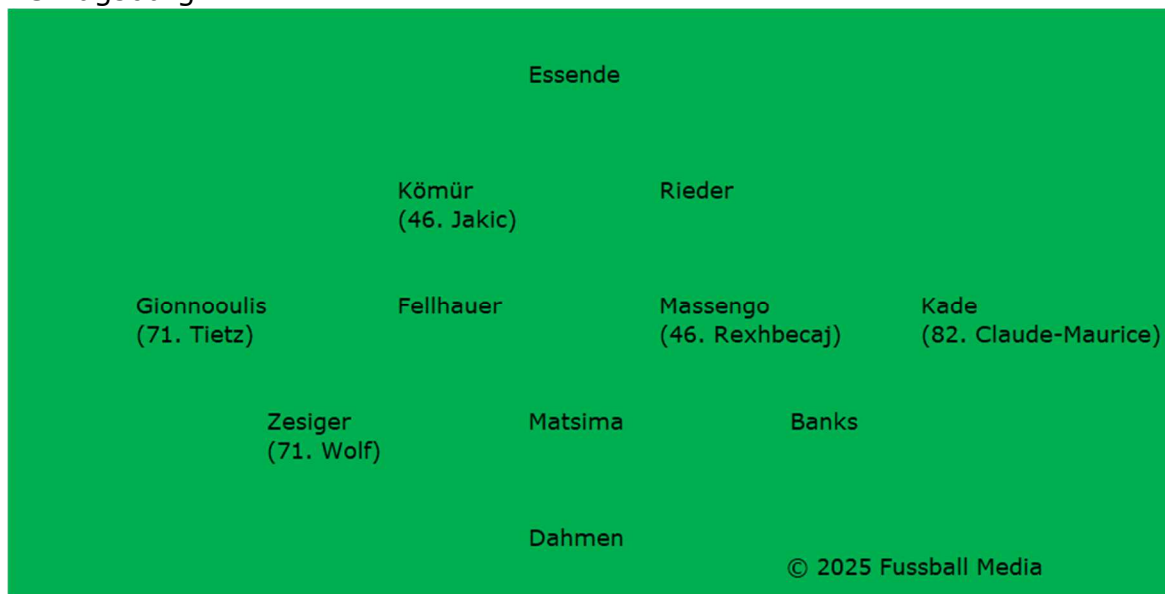 Essende
Kömür Rieder
(46. Jakic)
Gionnooulis Fellhauer Massengo Kade
(71. Tietz) (46. Rexhbecaj) (82. Claude-Maurice)
Zesiger Matsima Banks
(71. Wolf)
Dahmen
© 2025 Fussball Media